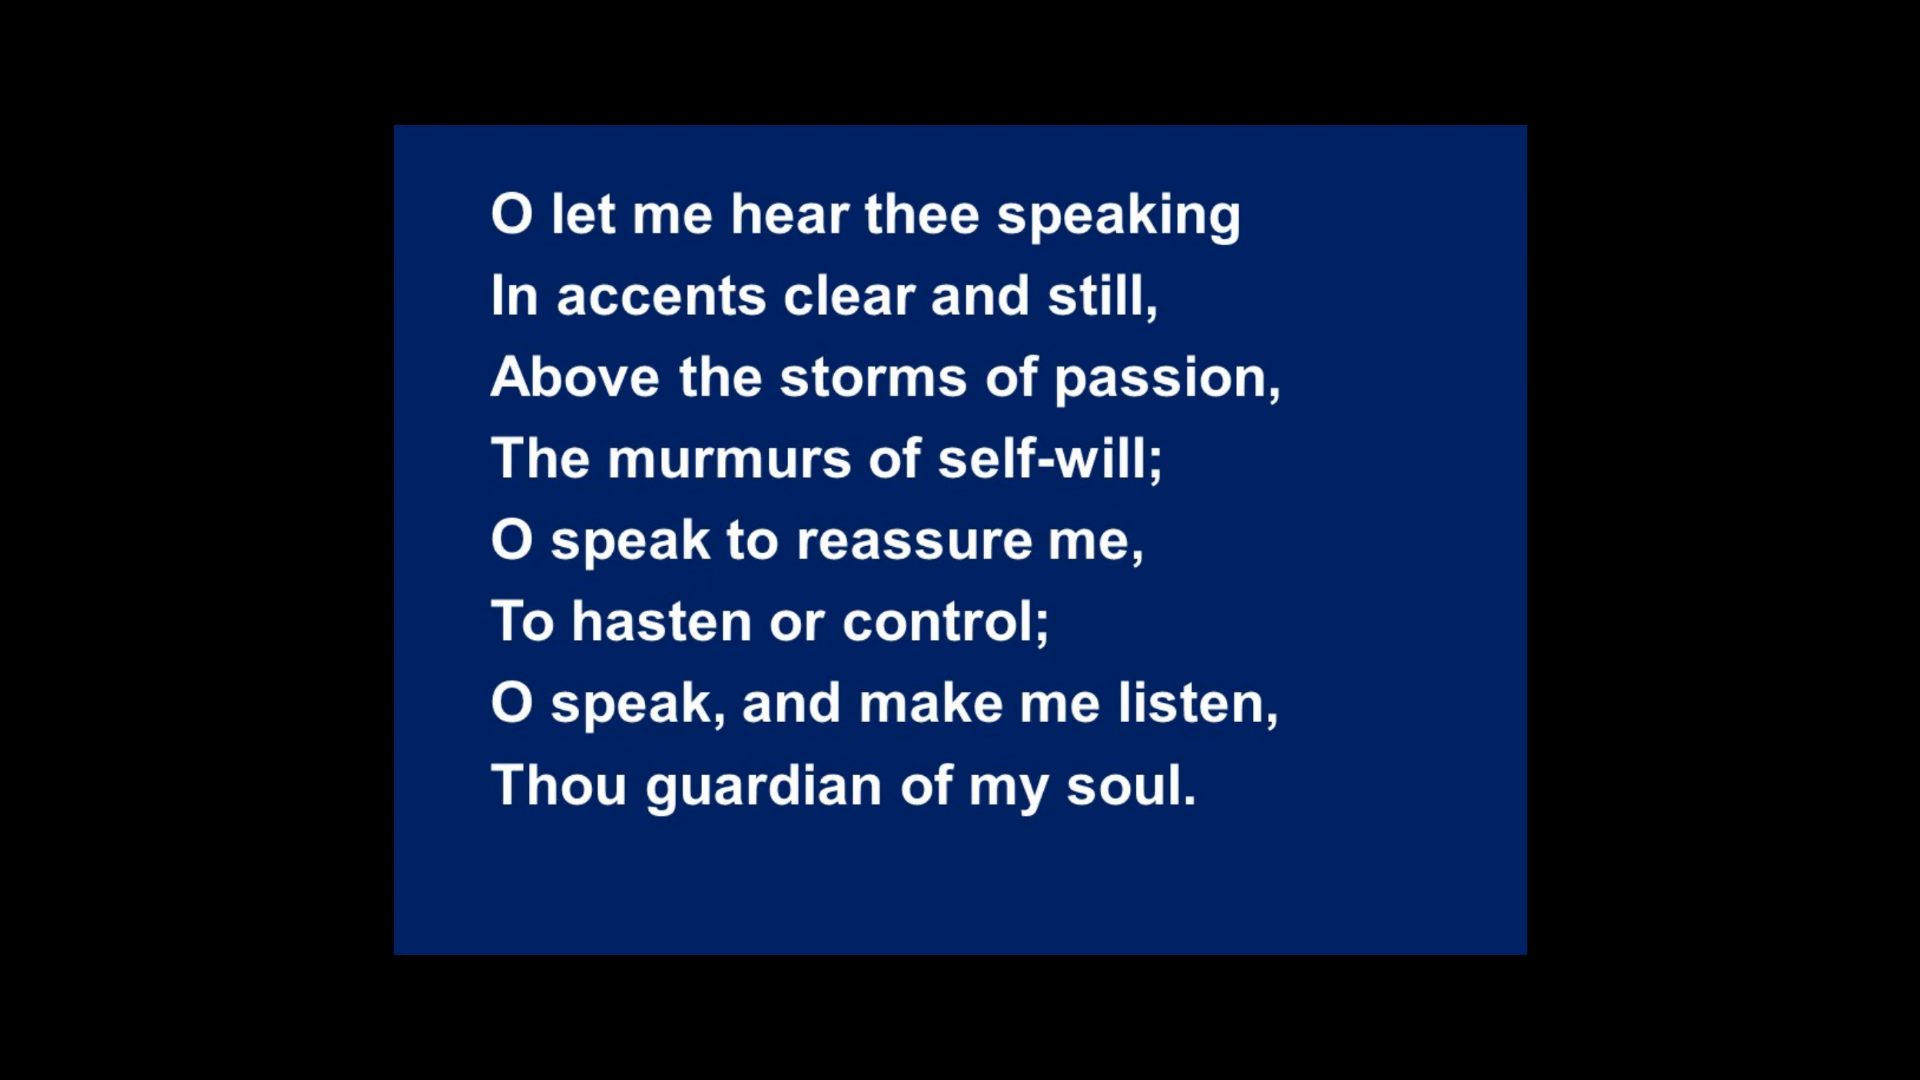 O let me hear thee speaking
In accents clear and still,
Above the storms of passion,
The murmurs of self-will;
O speak to reassure me,
To hasten or control;
O speak, and make me listen,
Thou guardian of my soul.